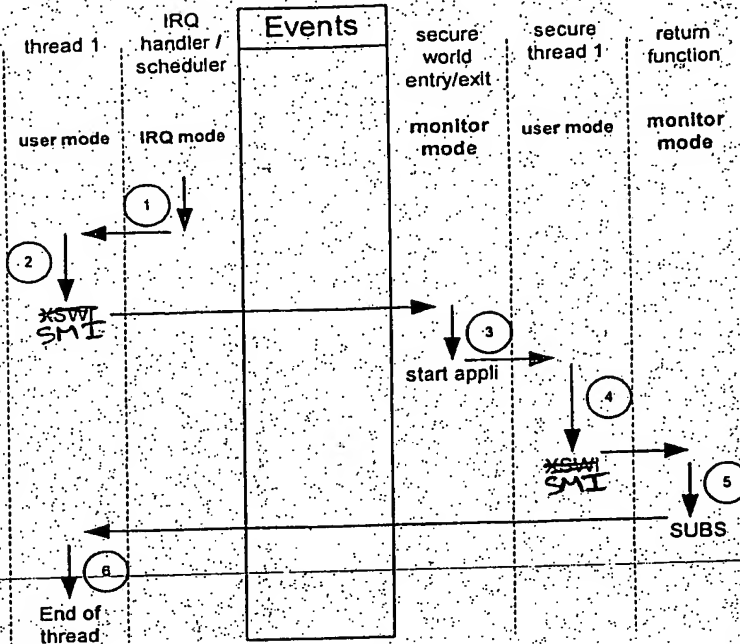 thread 1
IRQ
handler /
scheduler
Events
secure
world
entry/exit
secure
thread 1
return
function
user mode
IRQ mode
monitor
mode
user mode
monitor
mode
1
2
XSWI
SMI
3
start appli
4
XSWI
SMI
5
SUBS
6
End of
thread